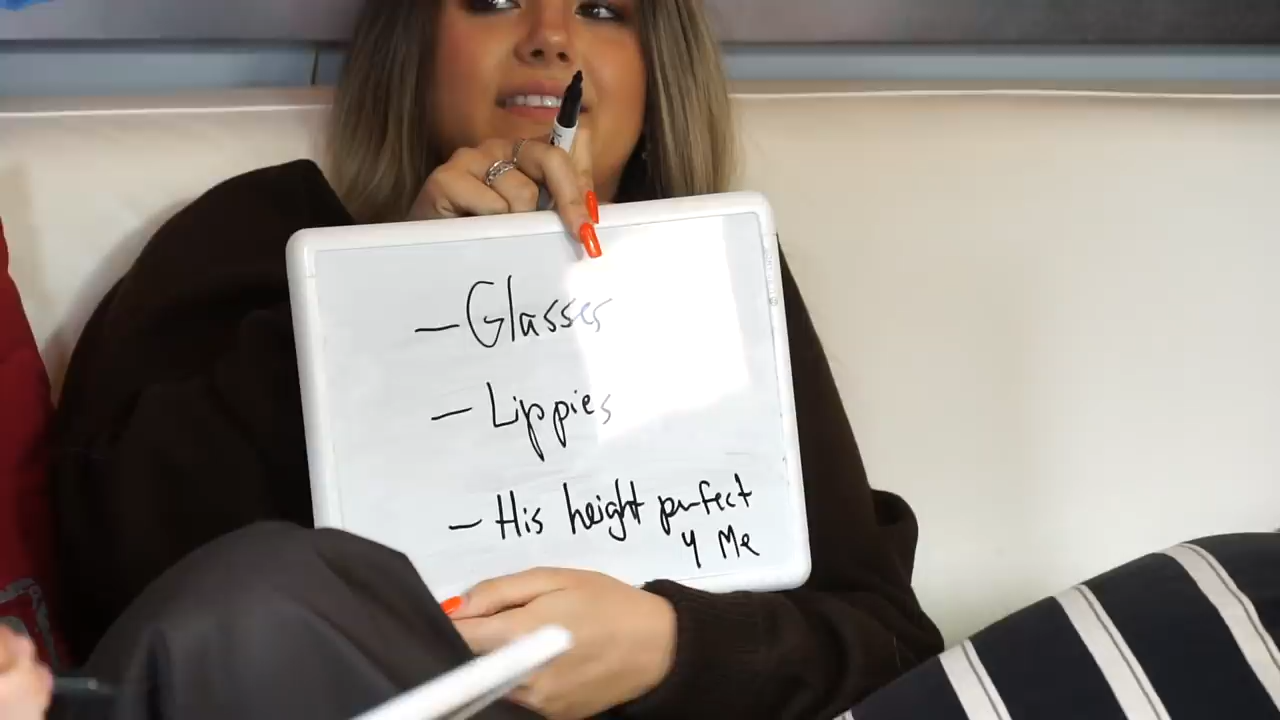 - Glasses
- Lippies
- His height perfect
4 Me